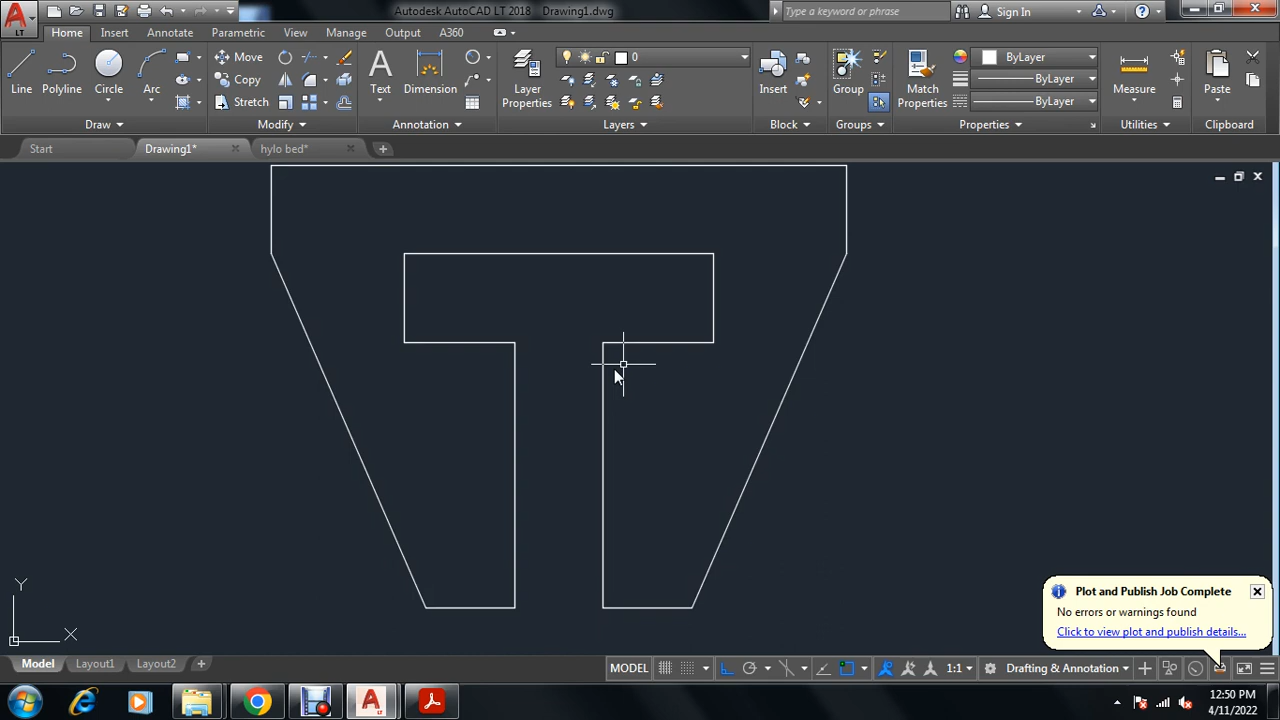 Autodesk AutoCAD LT 2018 Drawing1.dwg
Type a keyword or phrase
Sign In
LT
Home Insert Annotate Parametric View Manage Output A360
Line Polyline Circle Arc
Move
Copy
Stretch
Text Dimension
Layer Properties
0
Insert
Group
Match Properties
ByLayer
ByLayer
ByLayer
Measure
Paste
Draw Modify Annotation Layers Block Groups Properties Utilities Clipboard
Start Drawing1* hylo bed*
Y
X
Plot and Publish Job Complete
No errors or warnings found
Click to view plot and publish details...
Model Layout1 Layout2
MODEL 1:1 Drafting & Annotation
LT
12:50 PM
4/11/2022